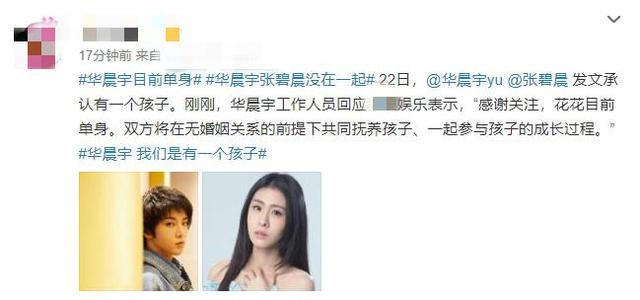 17分钟前 来自
#华晨宇目前单身# #华晨宇张碧晨没在一起# 22日，@华晨宇yu @张碧晨 发文承
认有一个孩子。刚刚，华晨宇工作人员回应 娱乐表示，“感谢关注，花花目前
单身。双方将在无婚姻关系的前提下共同抚养孩子、一起参与孩子的成长过程。”
#华晨宇 我们是有一个孩子#